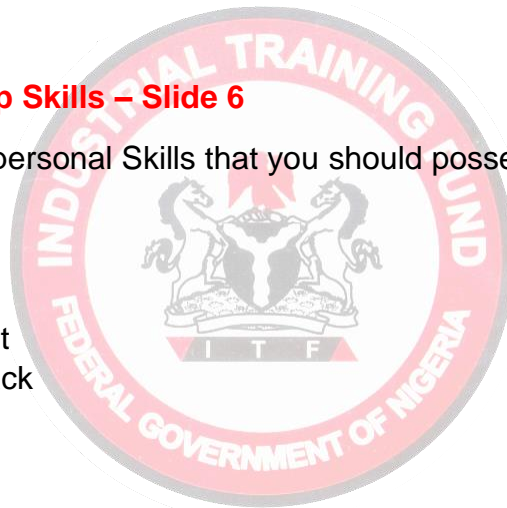 p Skills – Slide 6
personal Skills that you should posse
t
ck
INDUSTRIAL TRAINING FUND
I T F
FEDERAL GOVERNMENT OF NIGERIA